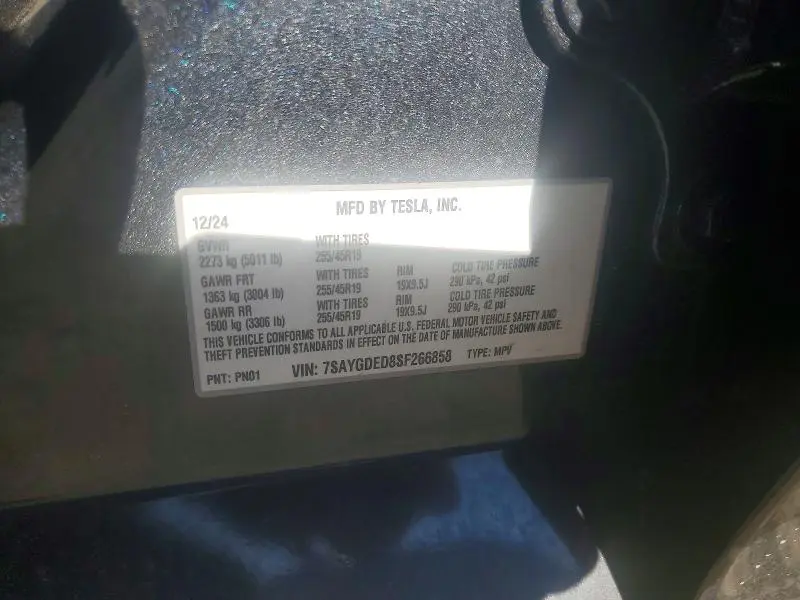 MFD BY TESLA, INC.
12/24
GVWR WITH TIRES
2273 kg (5011 lb) 255/45R19
GAWR FRT WITH TIRES RIM COLD TIRE PRESSURE
1363 kg (3004 lb) 255/45R19 19X9.5J 290 kPa, 42 psi
GAWR RR WITH TIRES RIM COLD TIRE PRESSURE
1500 kg (3306 lb) 255/45R19 19X9.5J 290 kPa, 42 psi
THIS VEHICLE CONFORMS TO ALL APPLICABLE U.S. FEDERAL MOTOR VEHICLE SAFETY AND
THEFT PREVENTION STANDARDS IN EFFECT ON THE DATE OF MANUFACTURE SHOWN ABOVE.
PNT: PN01 VIN: 7SAYGDED8SF266858 TYPE: MPV